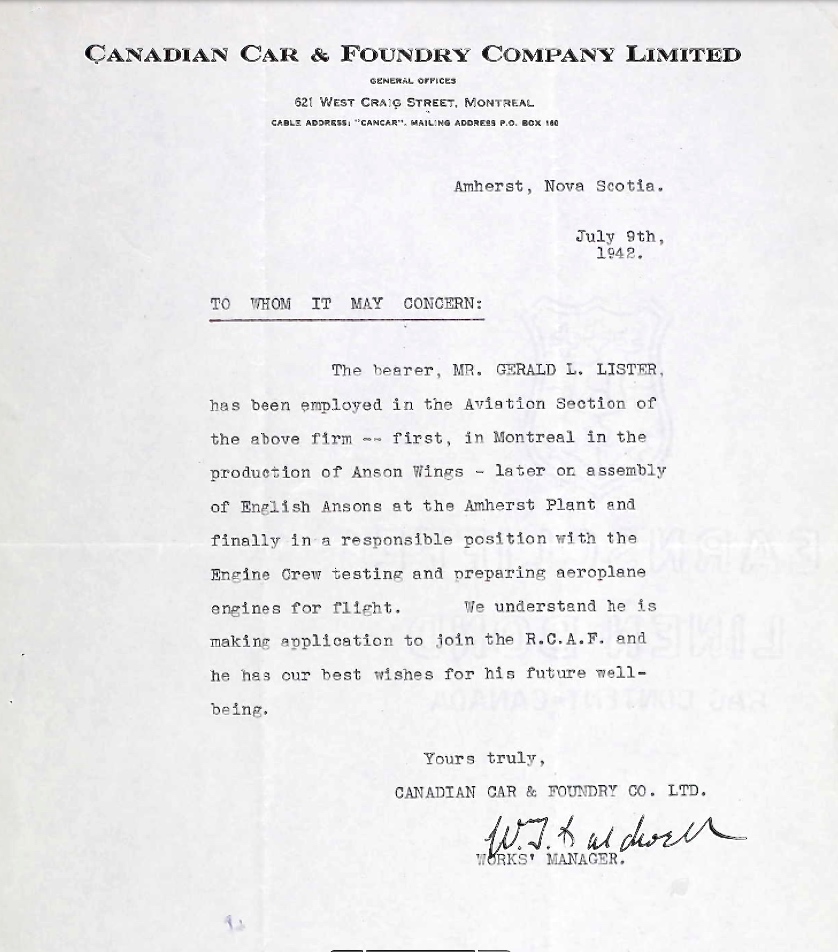 CANADIAN CAR & FOUNDRY COMPANY LIMITED
GENERAL OFFICES
621 WEST CRAIG STREET, MONTREAL
CABLE ADDRESS: "CANCAR". MAILING ADDRESS P.O. BOX 160
Amherst, Nova Scotia.
July 9th,
1942.
TO WHOM IT MAY CONCERN:
The bearer, MR. GERALD L. LISTER,
has been employed in the Aviation Section of
the above firm -- first, in Montreal in the
production of Anson Wings - later on assembly
of English Ansons at the Amherst Plant and
finally in a responsible position with the
Engine Crew testing and preparing aeroplane
engines for flight. We understand he is
making application to join the R.C.A.F. and
he has our best wishes for his future well-
being.
Yours truly,
CANADIAN CAR & FOUNDRY CO. LTD.
WORKS' MANAGER.
LINEN BOND
RAG CONTENT-CANADA